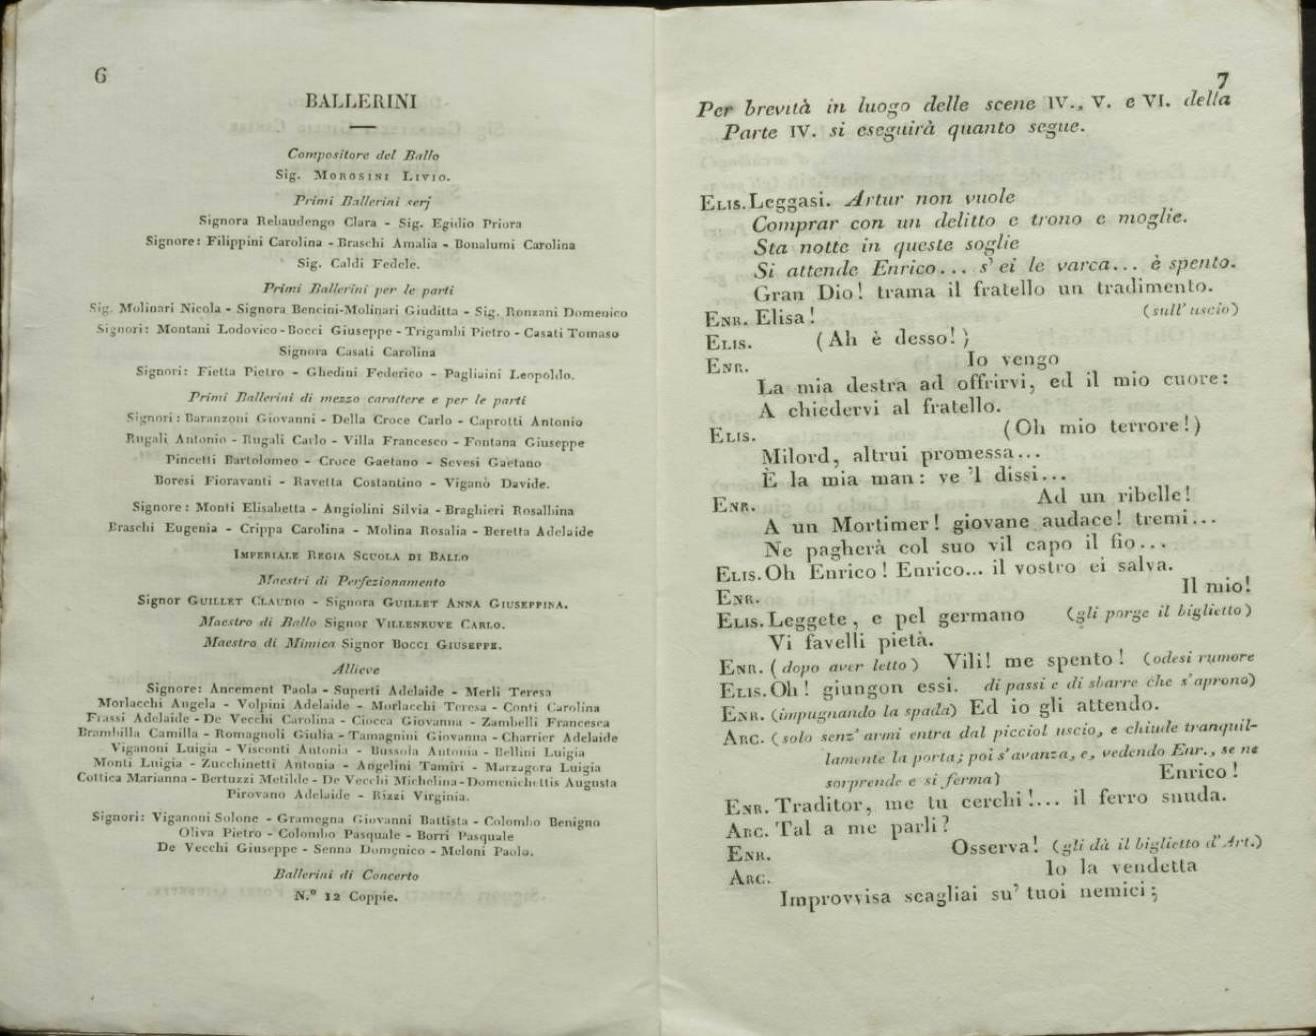 6
BALLERINI
Compositore del Ballo
Sig. MOROSINI LIVIO.
Primi Ballerini serj
Signora Rebaudengo Clara - Sig. Egidio Priora
Signore: Filippini Carolina - Braschi Amalia - Bonalumi Carolina
Sig. Caldi Fedele.
Primi Ballerini per le parti
Sig. Molinari Nicola - Signora Bencini-Molinari Giuditta - Sig. Ronzani Domenico
Signori: Montani Lodovico - Bocci Giuseppe - Trigambi Pietro - Casati Tomaso
Signora Casati Carolina
Signori: Fietta Pietro - Ghedini Federico - Pagliaini Leopoldo.
Primi Ballerini di mezzo carattere e per le parti
Signori: Baranzoni Giovanni - Della Croce Carlo - Caprotti Antonio
Rugali Antonio - Rugali Carlo - Villa Francesco - Fontana Giuseppe
Pincetti Bartolomeo - Croce Gaetano - Sevesi Gaetano
Boresi Fioravanti - Ravetta Costantino - Viganò Davide.
Signore: Monti Elisabetta - Angiolini Silvia - Braghieri Rosalbina
Braschi Eugenia - Crippa Carolina - Molina Rosalia - Beretta Adelaide
IMPERIALE REGIA SCUOLA DI BALLO
Maestri di Perfezionamento
Signor GUILLET CLAUDIO - Signora GUILLET ANNA GIUSEPPINA.
Maestro di Ballo Signor VILLENEUVE CARLO.
Maestro di Mimica Signor BOCCI GIUSEPPE.
Allieve
Signore: Ancement Paola - Superti Adelaide - Merli Teresa
Morlacchi Angela - Volpini Adelaide - Morlacchi Teresa - Conti Carolina
Frassi Adelaide - De Vecchi Carolina - Ciocca Giovanna - Zambelli Francesca
Brambilla Camilla - Romagnoli Giulia - Tamagnini Giovanna - Charrier Adelaide
Viganoni Luigia - Visconti Antonia - Bussola Antonia - Bellini Luigia
Monti Luigia - Zucchinetti Antonia - Angelini Tamiri - Marzagora Luigia
Cottica Marianna - Bertuzzi Metilde - De Vecchi Michelina - Domenichettis Augusta
Pirovano Adelaide - Rizzi Virginia.
Signori: Viganoni Solone - Gramegna Giovanni Battista - Colombo Benigno
Oliva Pietro - Colombo Pasquale - Borri Pasquale
De Vecchi Giuseppe - Senna Domenico - Meloni Paolo.
Ballerini di Concerto
N.º 12 Coppie.
7
Per brevità in luogo delle scene IV., V. e VI. della
Parte IV. si eseguirà quanto segue.
ELIS. Leggasi. Artur non vuole
Comprar con un delitto e trono e moglie.
Sta notte in queste soglie
Si attende Enrico... s' ei le varca... è spento.
Gran Dio! trama il fratello un tradimento.
ENR. Elisa! (sull' uscio)
ELIS. (Ah è desso!)
ENR. Io vengo
La mia destra ad offrirvi, ed il mio cuore:
A chiedervi al fratello.
ELIS. (Oh mio terrore!)
Milord, altrui promessa...
È la mia man: ve 'l dissi...
ENR. Ad un ribelle!
A un Mortimer! giovane audace! tremi...
Ne pagherà col suo vil capo il fio...
ELIS. Oh Enrico! Enrico... il vostro ei salva.
ENR. Il mio!
ELIS. Leggete, e pel germano (gli porge il biglietto)
Vi favelli pietà.
ENR. (dopo aver letto) Vili! me spento! (odesi rumore
ELIS. Oh! giungon essi. di passi e di sbarre che s'aprono)
ENR. (impugnando la spada) Ed io gli attendo.
ARC. (solo senz' armi entra dal picciol uscio, e chiude tranquil-
lamente la porta; poi s'avanza, e, vedendo Enr., se ne
sorprende e si ferma) Enrico!
ENR. Traditor, me tu cerchi!... il ferro snuda.
ARC. Tal a me parli?
ENR. Osserva! (gli dà il biglietto d'Art.)
ARC. Io la vendetta
Improvvisa scagliai su' tuoi nemici;